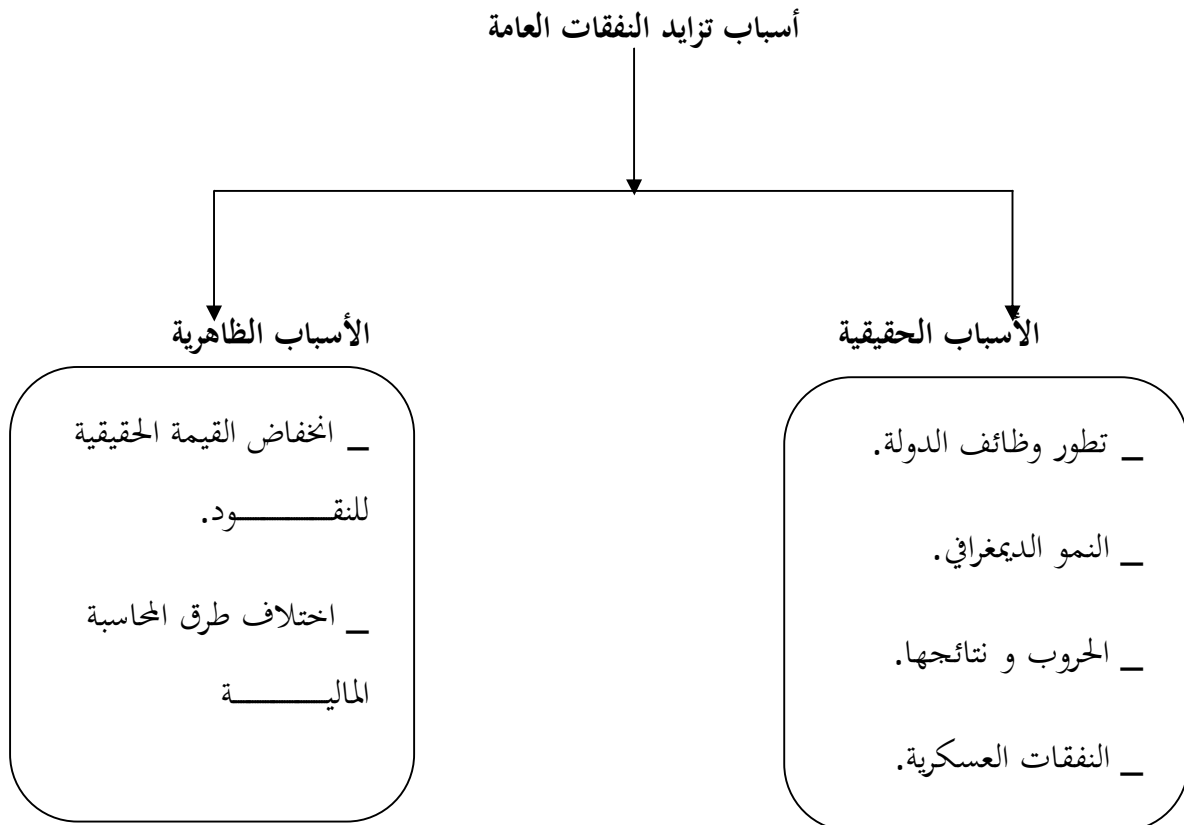 أسباب تزايد النفقات العامة
الأسباب الحقيقية
_ تطور وظائف الدولة.
_ النمو الديمغرافي.
_ الحروب و نتائجها.
_ النفقات العسكرية.
الأسباب الظاهرية
_ انخفاض القيمة الحقيقية
للنقـــــــود.
_ اختلاف طرق المحاسبة
الماليـــــــة